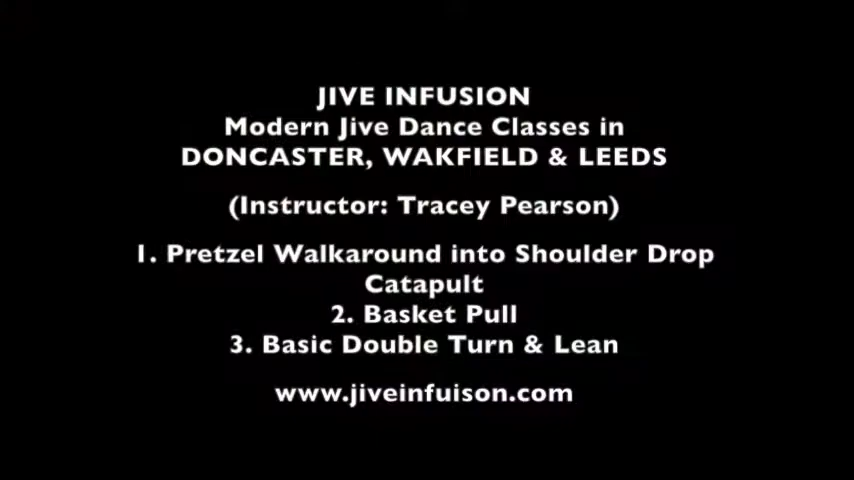 JIVE INFUSION
Modern Jive Dance Classes in
DONCASTER, WAKFIELD & LEEDS
(Instructor: Tracey Pearson)
1. Pretzel Walkaround into Shoulder Drop
Catapult
2. Basket Pull
3. Basic Double Turn & Lean
www.jiveinfuison.com